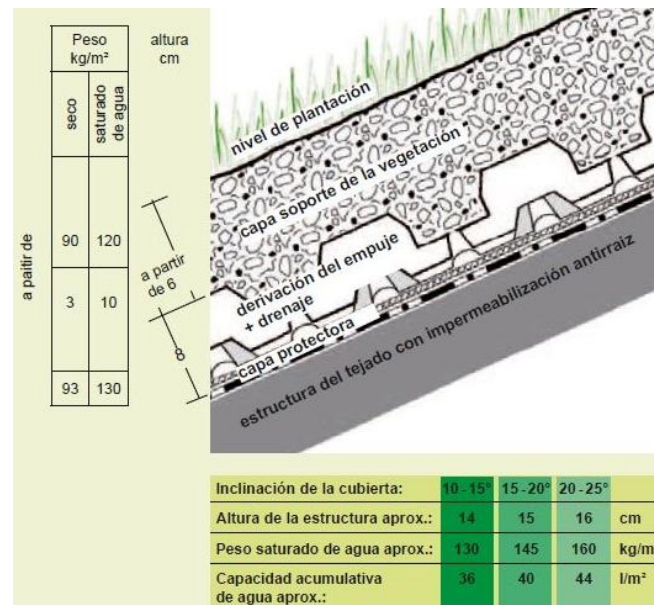 Peso
kg/m²
altura
cm
seco
saturado
de agua
a paitir de
90 120
3 10
93 130
a partir
de 6
8
nivel de plantación
capa soporte de la vegetación
derivación del empuje
+ drenaje
capa protectora
estructura del tejado con impermeabilización antirraiz
Inclinación de la cubierta: 10-15° 15-20° 20-25°
Altura de la estructura aprox.: 14 15 16 cm
Peso saturado de agua aprox.: 130 145 160 kg/m
Capacidad acumulativa
de agua aprox.: 36 40 44 l/m²